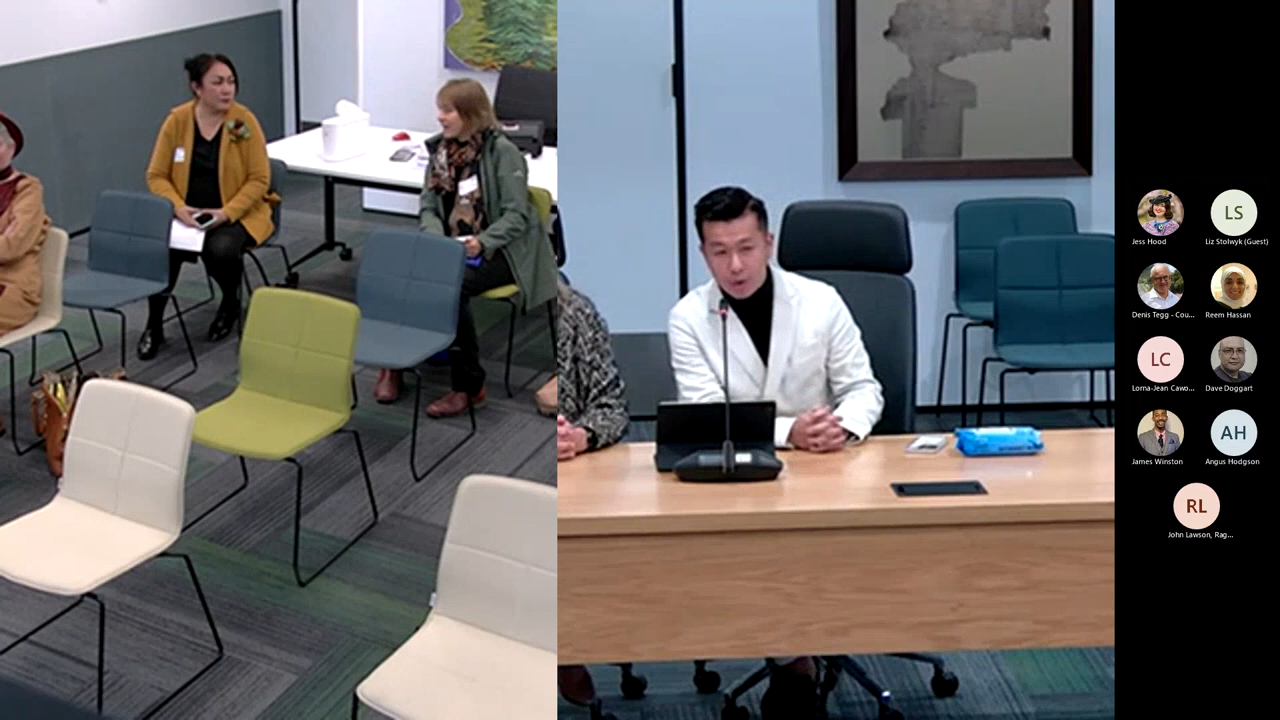 Jess Hood
LS
Liz Stolwyk (Guest)
Denis Tegg - Cou...
Reem Hassan
LC
Lorna-Jean Cawo...
Dave Doggart
James Winston
AH
Angus Hodgson
RL
John Lawson, Rag...